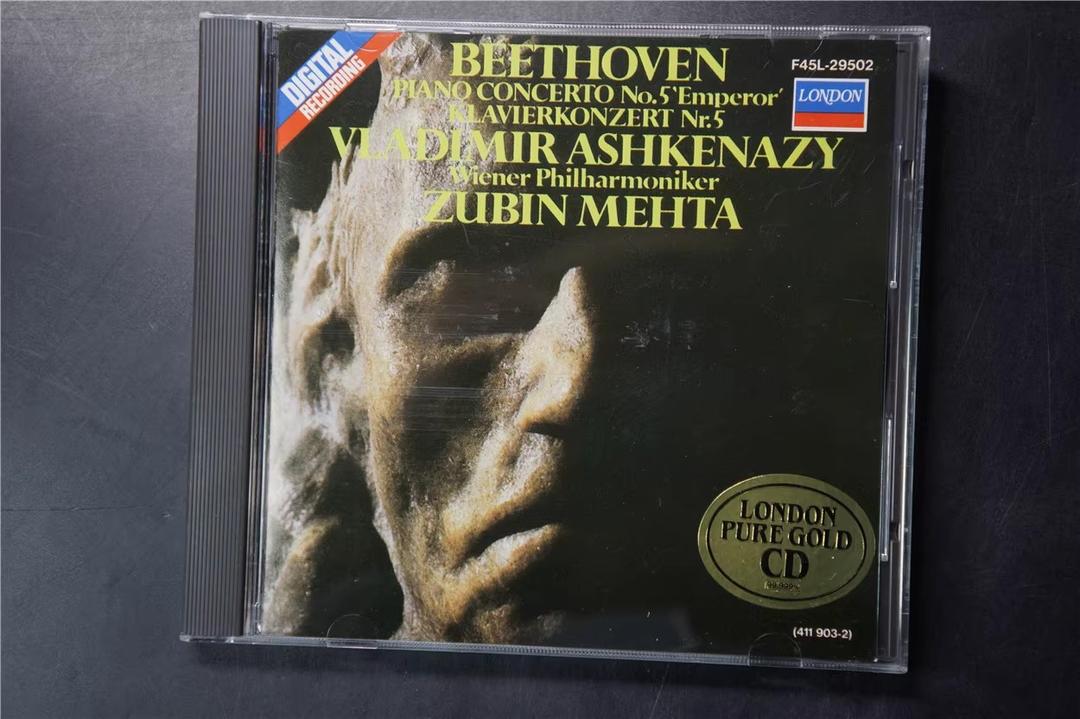 DIGITAL
RECORDING
BEETHOVEN
PIANO CONCERTO No.5 'Emperor'
KLAVIERKONZERT Nr.5
VLADIMIR ASHKENAZY
Wiener Philharmoniker
ZUBIN MEHTA
F45L-29502
LONDON
LONDON
PURE GOLD
CD
(411 903-2)